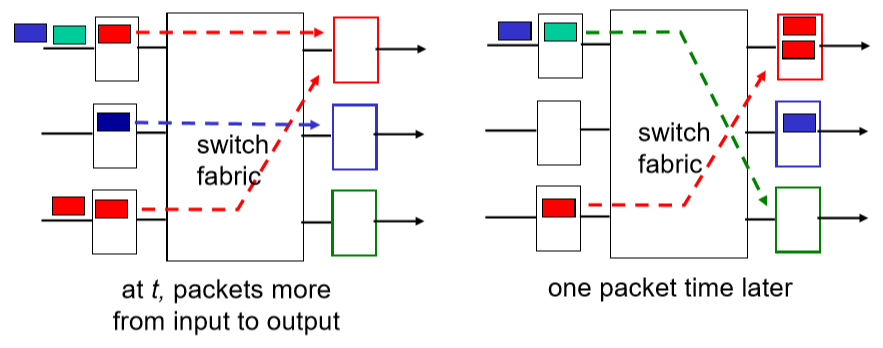 switch
fabric
at t, packets more
from input to output
switch
fabric
one packet time later